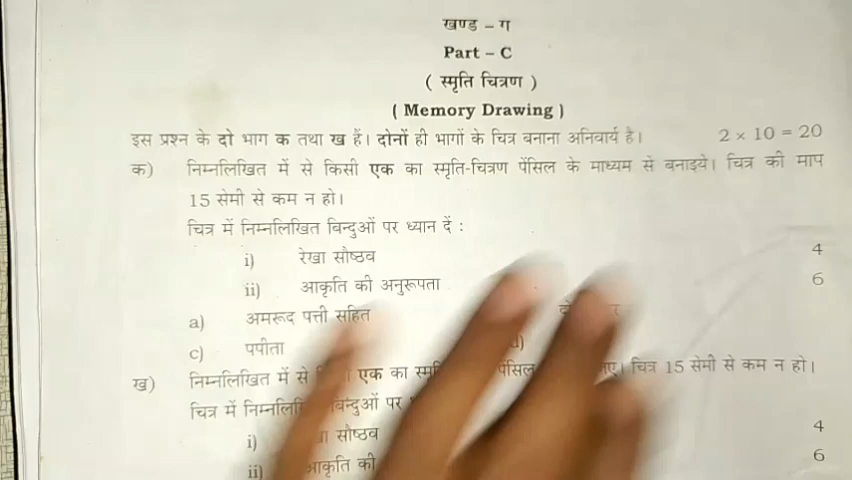 खण्ड – ग
Part – C
( स्मृति चित्रण )
( Memory Drawing )
इस प्रश्न के दो भाग क तथा ख हैं। दोनों ही भागों के चित्र बनाना अनिवार्य है। 2 × 10 = 20
क) निम्नलिखित में से किसी एक का स्मृति-चित्रण पेंसिल के माध्यम से बनाइये। चित्र की माप
15 सेमी से कम न हो।
चित्र में निम्नलिखित बिन्दुओं पर ध्यान दें :
i) रेखा सौष्ठव 4
ii) आकृति की अनुरूपता 6
a) अमरूद पत्ती सहित
c) पपीता
ख) निम्नलिखित में से एक का पेंसिल चित्र 15 सेमी से कम न हो।
चित्र में बिन्दुओं पर
i) सौष्ठव 4
ii) आकृति की 6